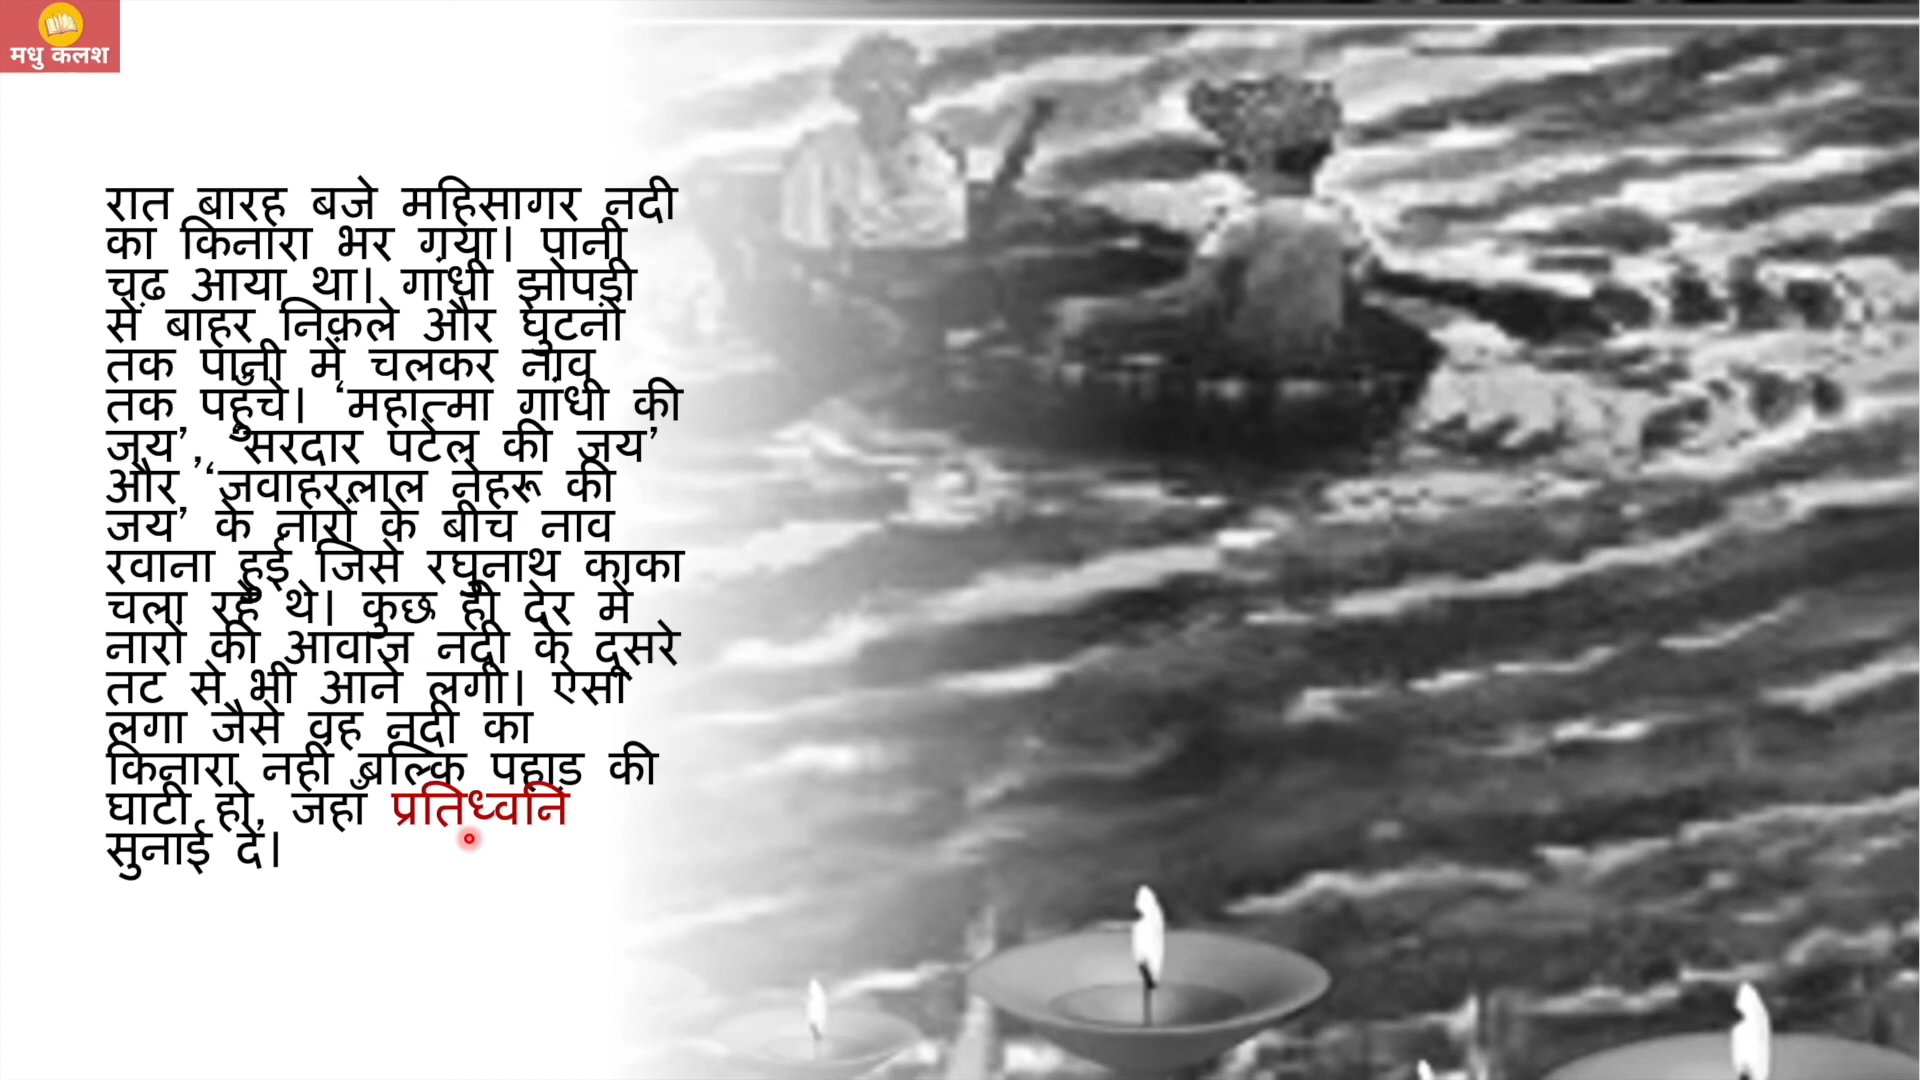 मधु कलश
रात बारह बजे महिसागर नदी
का किनारा भर गया। पानी
चढ़ आया था। गांधी झोपड़ी
से बाहर निकले और घुटनों
तक पानी में चलकर नाव
तक पहुँचे। ‘महात्मा गांधी की
जय’, ‘सरदार पटेल की जय’
और ‘जवाहरलाल नेहरू की
जय’ के नारों के बीच नाव
रवाना हुई जिसे रघुनाथ काका
चला रहे थे। कुछ ही देर में
नारों की आवाज़ नदी के दूसरे
तट से भी आने लगी। ऐसा
लगा जैसे वह नदी का
किनारा नहीं बल्कि पहाड़ की
घाटी हो, जहाँ प्रतिध्वनि
सुनाई दे।